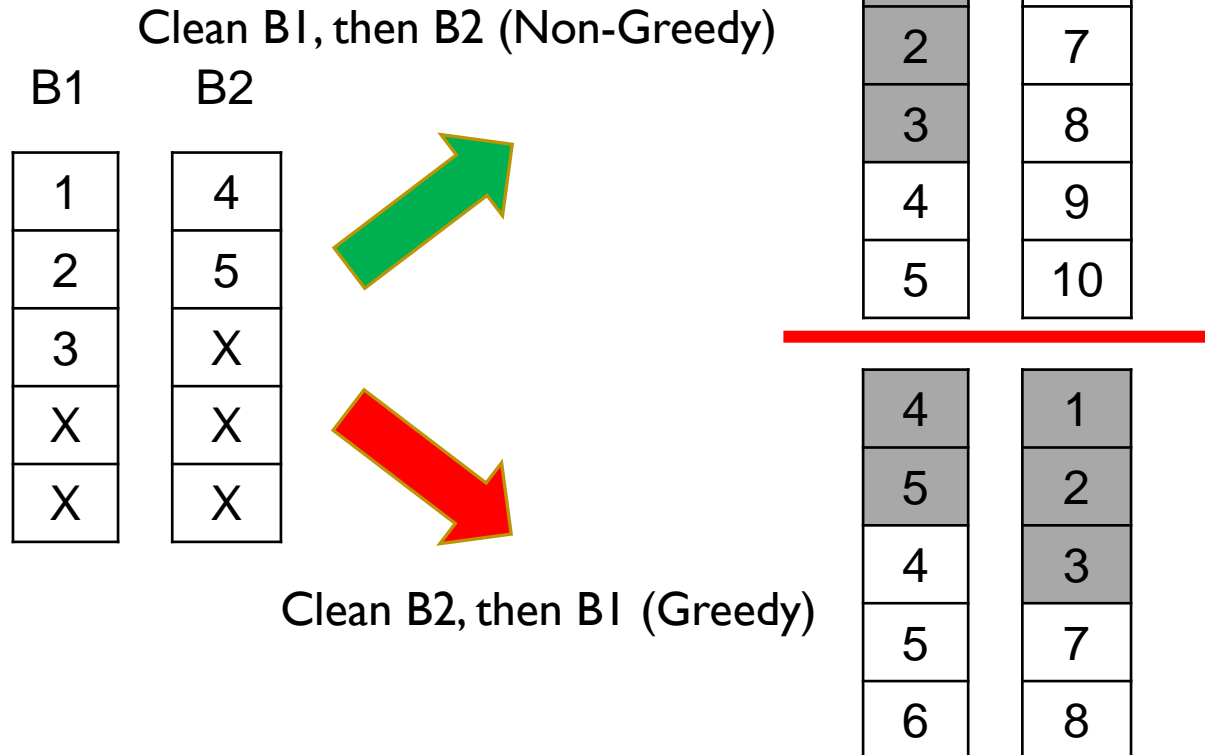 Clean B1, then B2 (Non-Greedy)
B1 B2
1 4
2 5
3 X
X X
X X
2 7
3 8
4 9
5 10
4 1
5 2
4 3
5 7
6 8
Clean B2, then B1 (Greedy)